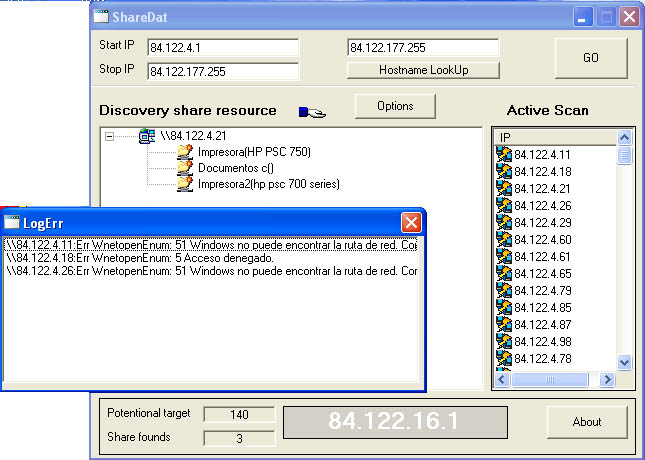 ShareDat
Start IP 84.122.4.1 84.122.177.255
GO
Stop IP 84.122.177.255 Hostname LookUp
Discovery share resource Options Active Scan
\\84.122.4.21
Impresora(HP PSC 750)
Documentos c()
Impresora2(hp psc 700 series)
IP
84.122.4.11
84.122.4.18
84.122.4.21
84.122.4.26
84.122.4.29
84.122.4.60
84.122.4.61
84.122.4.65
84.122.4.79
84.122.4.85
84.122.4.87
84.122.4.98
84.122.4.78
LogErr
\\84.122.4.11:Err WnetopenEnum: 51 Windows no puede encontrar la ruta de red. Co
\\84.122.4.18:Err Wnetopenenum: 5 Acceso denegado.
\\84.122.4.26:Err WnetopenEnum: 51 Windows no puede encontrar la ruta de red. Co
Potentional target 140 84.122.16.1 About
Share founds 3